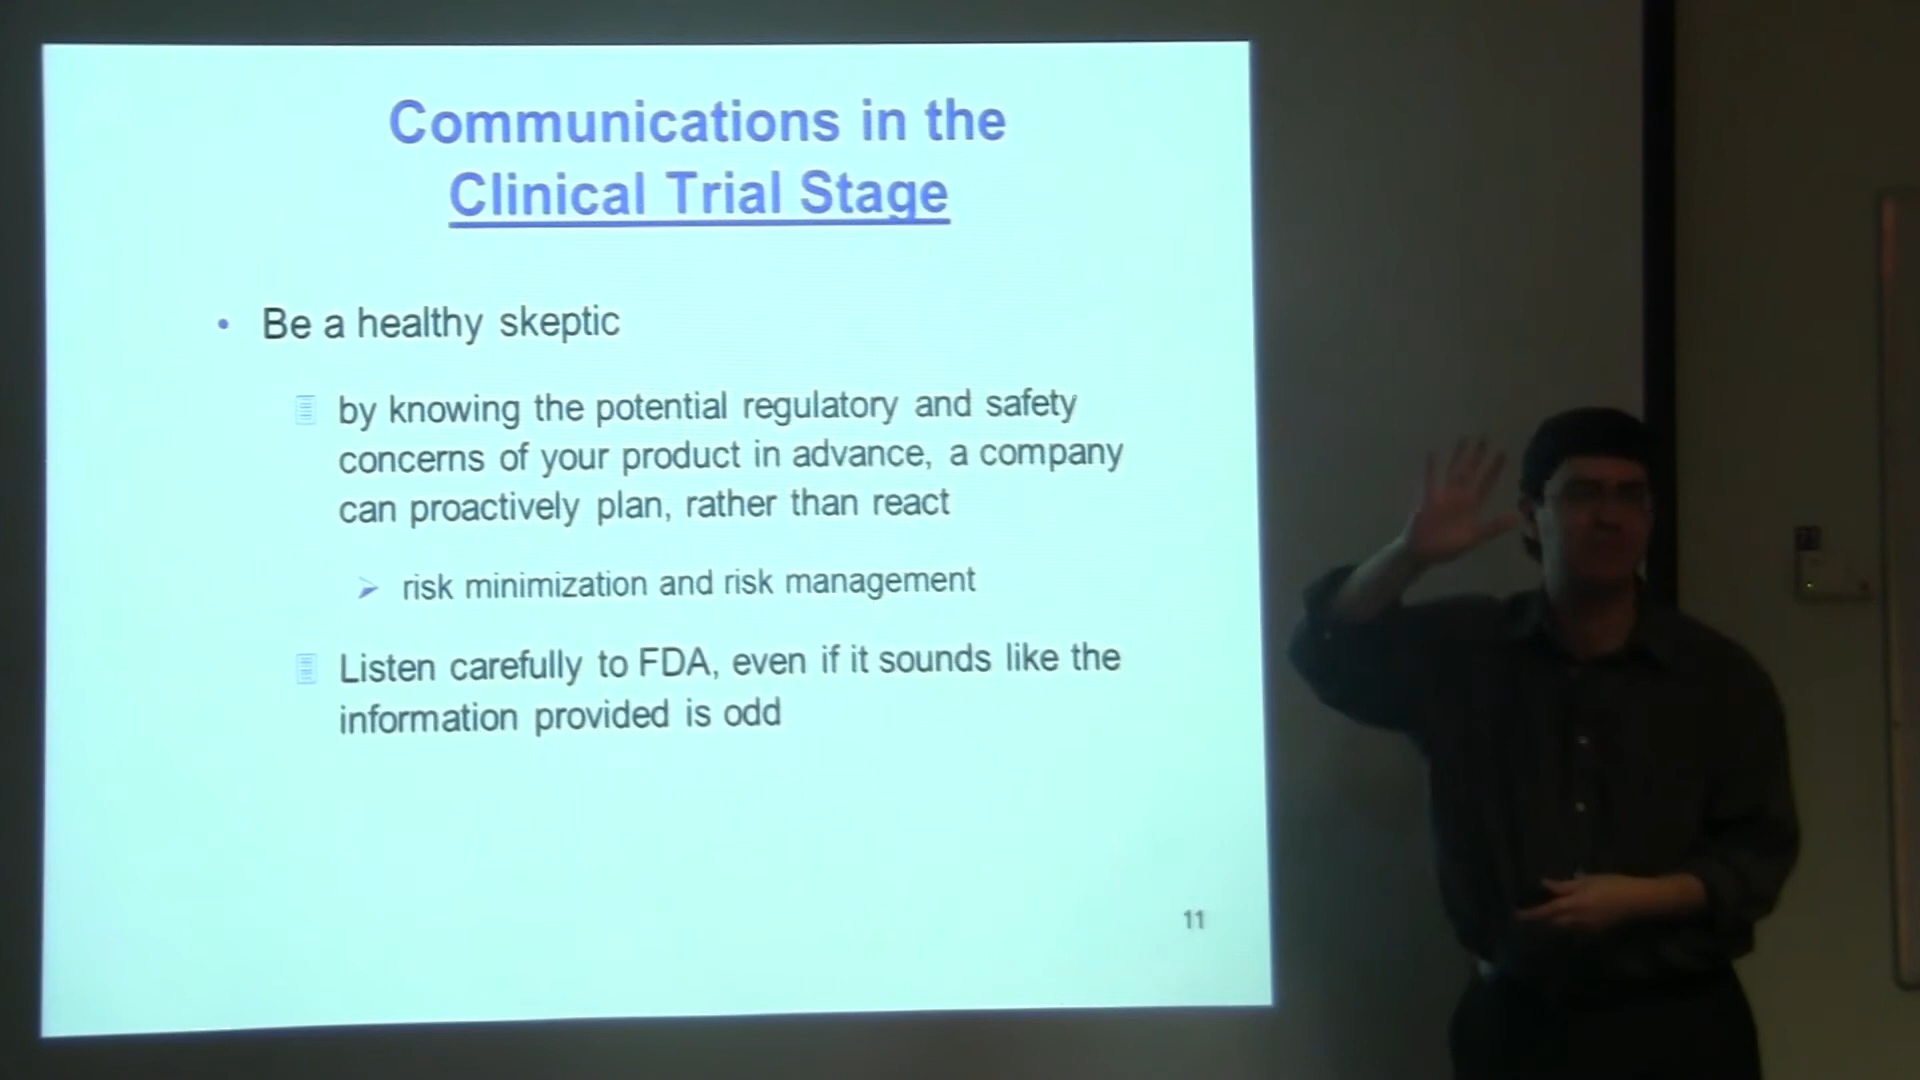 Communications in the
Clinical Trial Stage
• Be a healthy skeptic
by knowing the potential regulatory and safety
concerns of your product in advance, a company
can proactively plan, rather than react
➢ risk minimization and risk management
Listen carefully to FDA, even if it sounds like the
information provided is odd
11